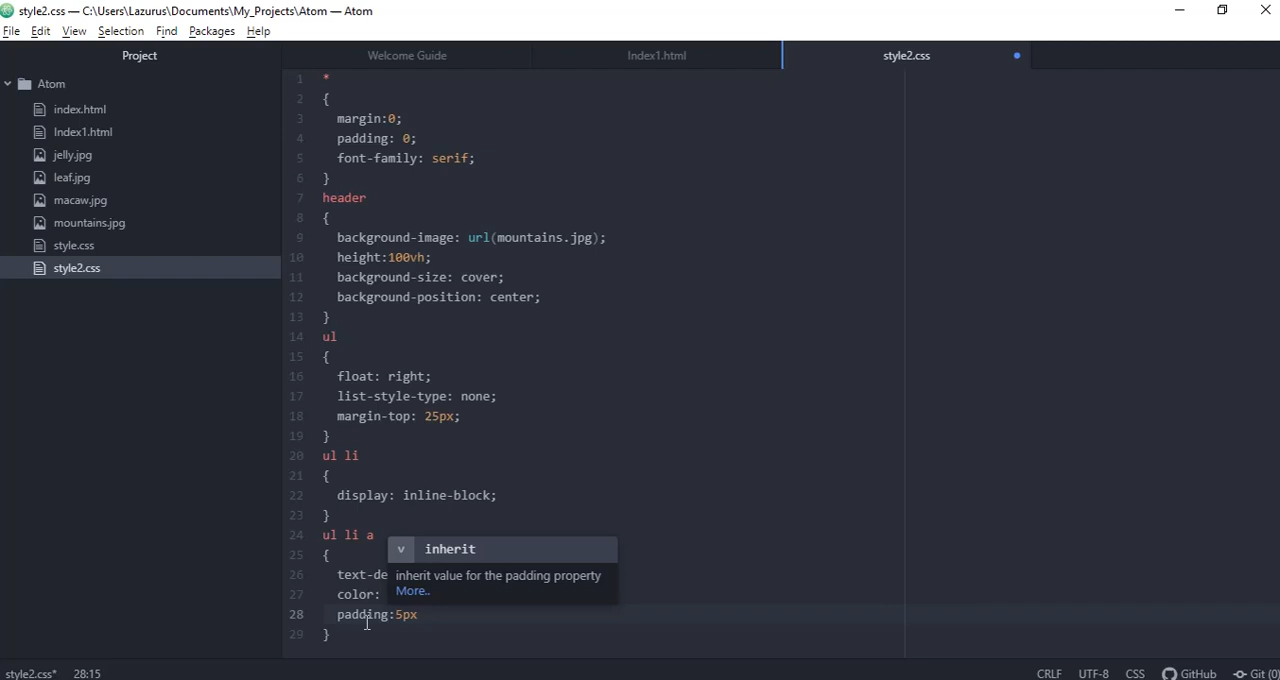 style2.css — C:\Users\Lazurus\Documents\My_Projects\Atom — Atom
File Edit View Selection Find Packages Help
Project Welcome Guide Index1.html style2.css
Atom
index.html
Index1.html
jelly.jpg
leaf.jpg
macaw.jpg
mountains.jpg
style.css
style2.css
1 *
2 {
3 margin:0;
4 padding: 0;
5 font-family: serif;
6 }
7 header
8 {
9 background-image: url(mountains.jpg);
10 height:100vh;
11 background-size: cover;
12 background-position: center;
13 }
14 ul
15 {
16 float: right;
17 list-style-type: none;
18 margin-top: 25px;
19 }
20 ul li
21 {
22 display: inline-block;
23 }
24 ul li a
25 {
26 text-de
27 color:
28 padding:5px
29 }
v inherit
inherit value for the padding property
More..
style2.css* 28:15 CRLF UTF-8 CSS GitHub Git (0)